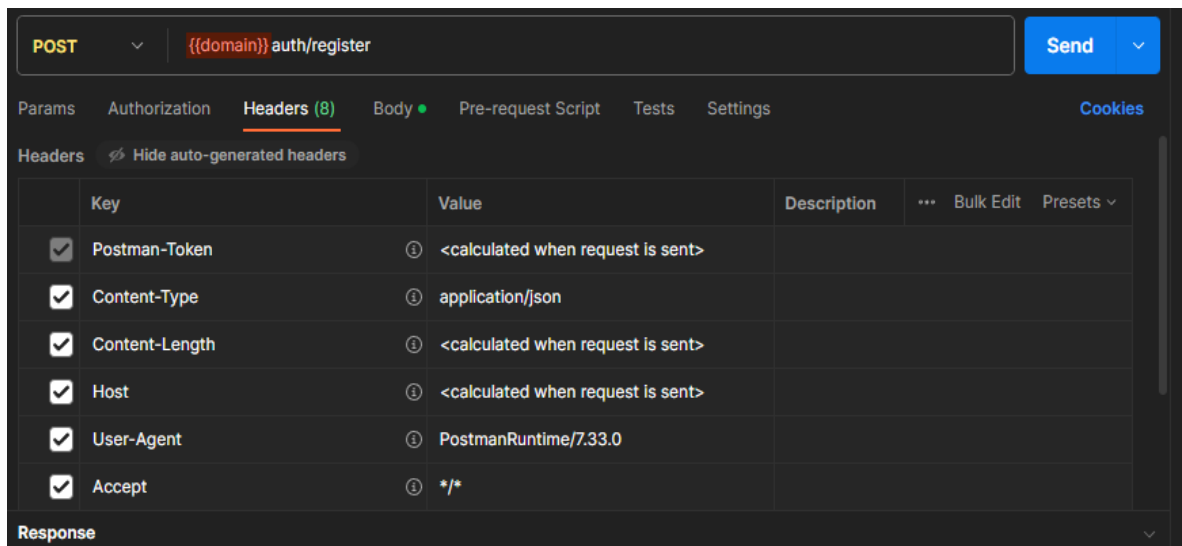 POST {{domain}}auth/register Send
Params Authorization Headers (8) Body Pre-request Script Tests Settings Cookies
Headers Hide auto-generated headers
Key Value Description ••• Bulk Edit Presets
Postman-Token <calculated when request is sent>
Content-Type application/json
Content-Length <calculated when request is sent>
Host <calculated when request is sent>
User-Agent PostmanRuntime/7.33.0
Accept */*
Response